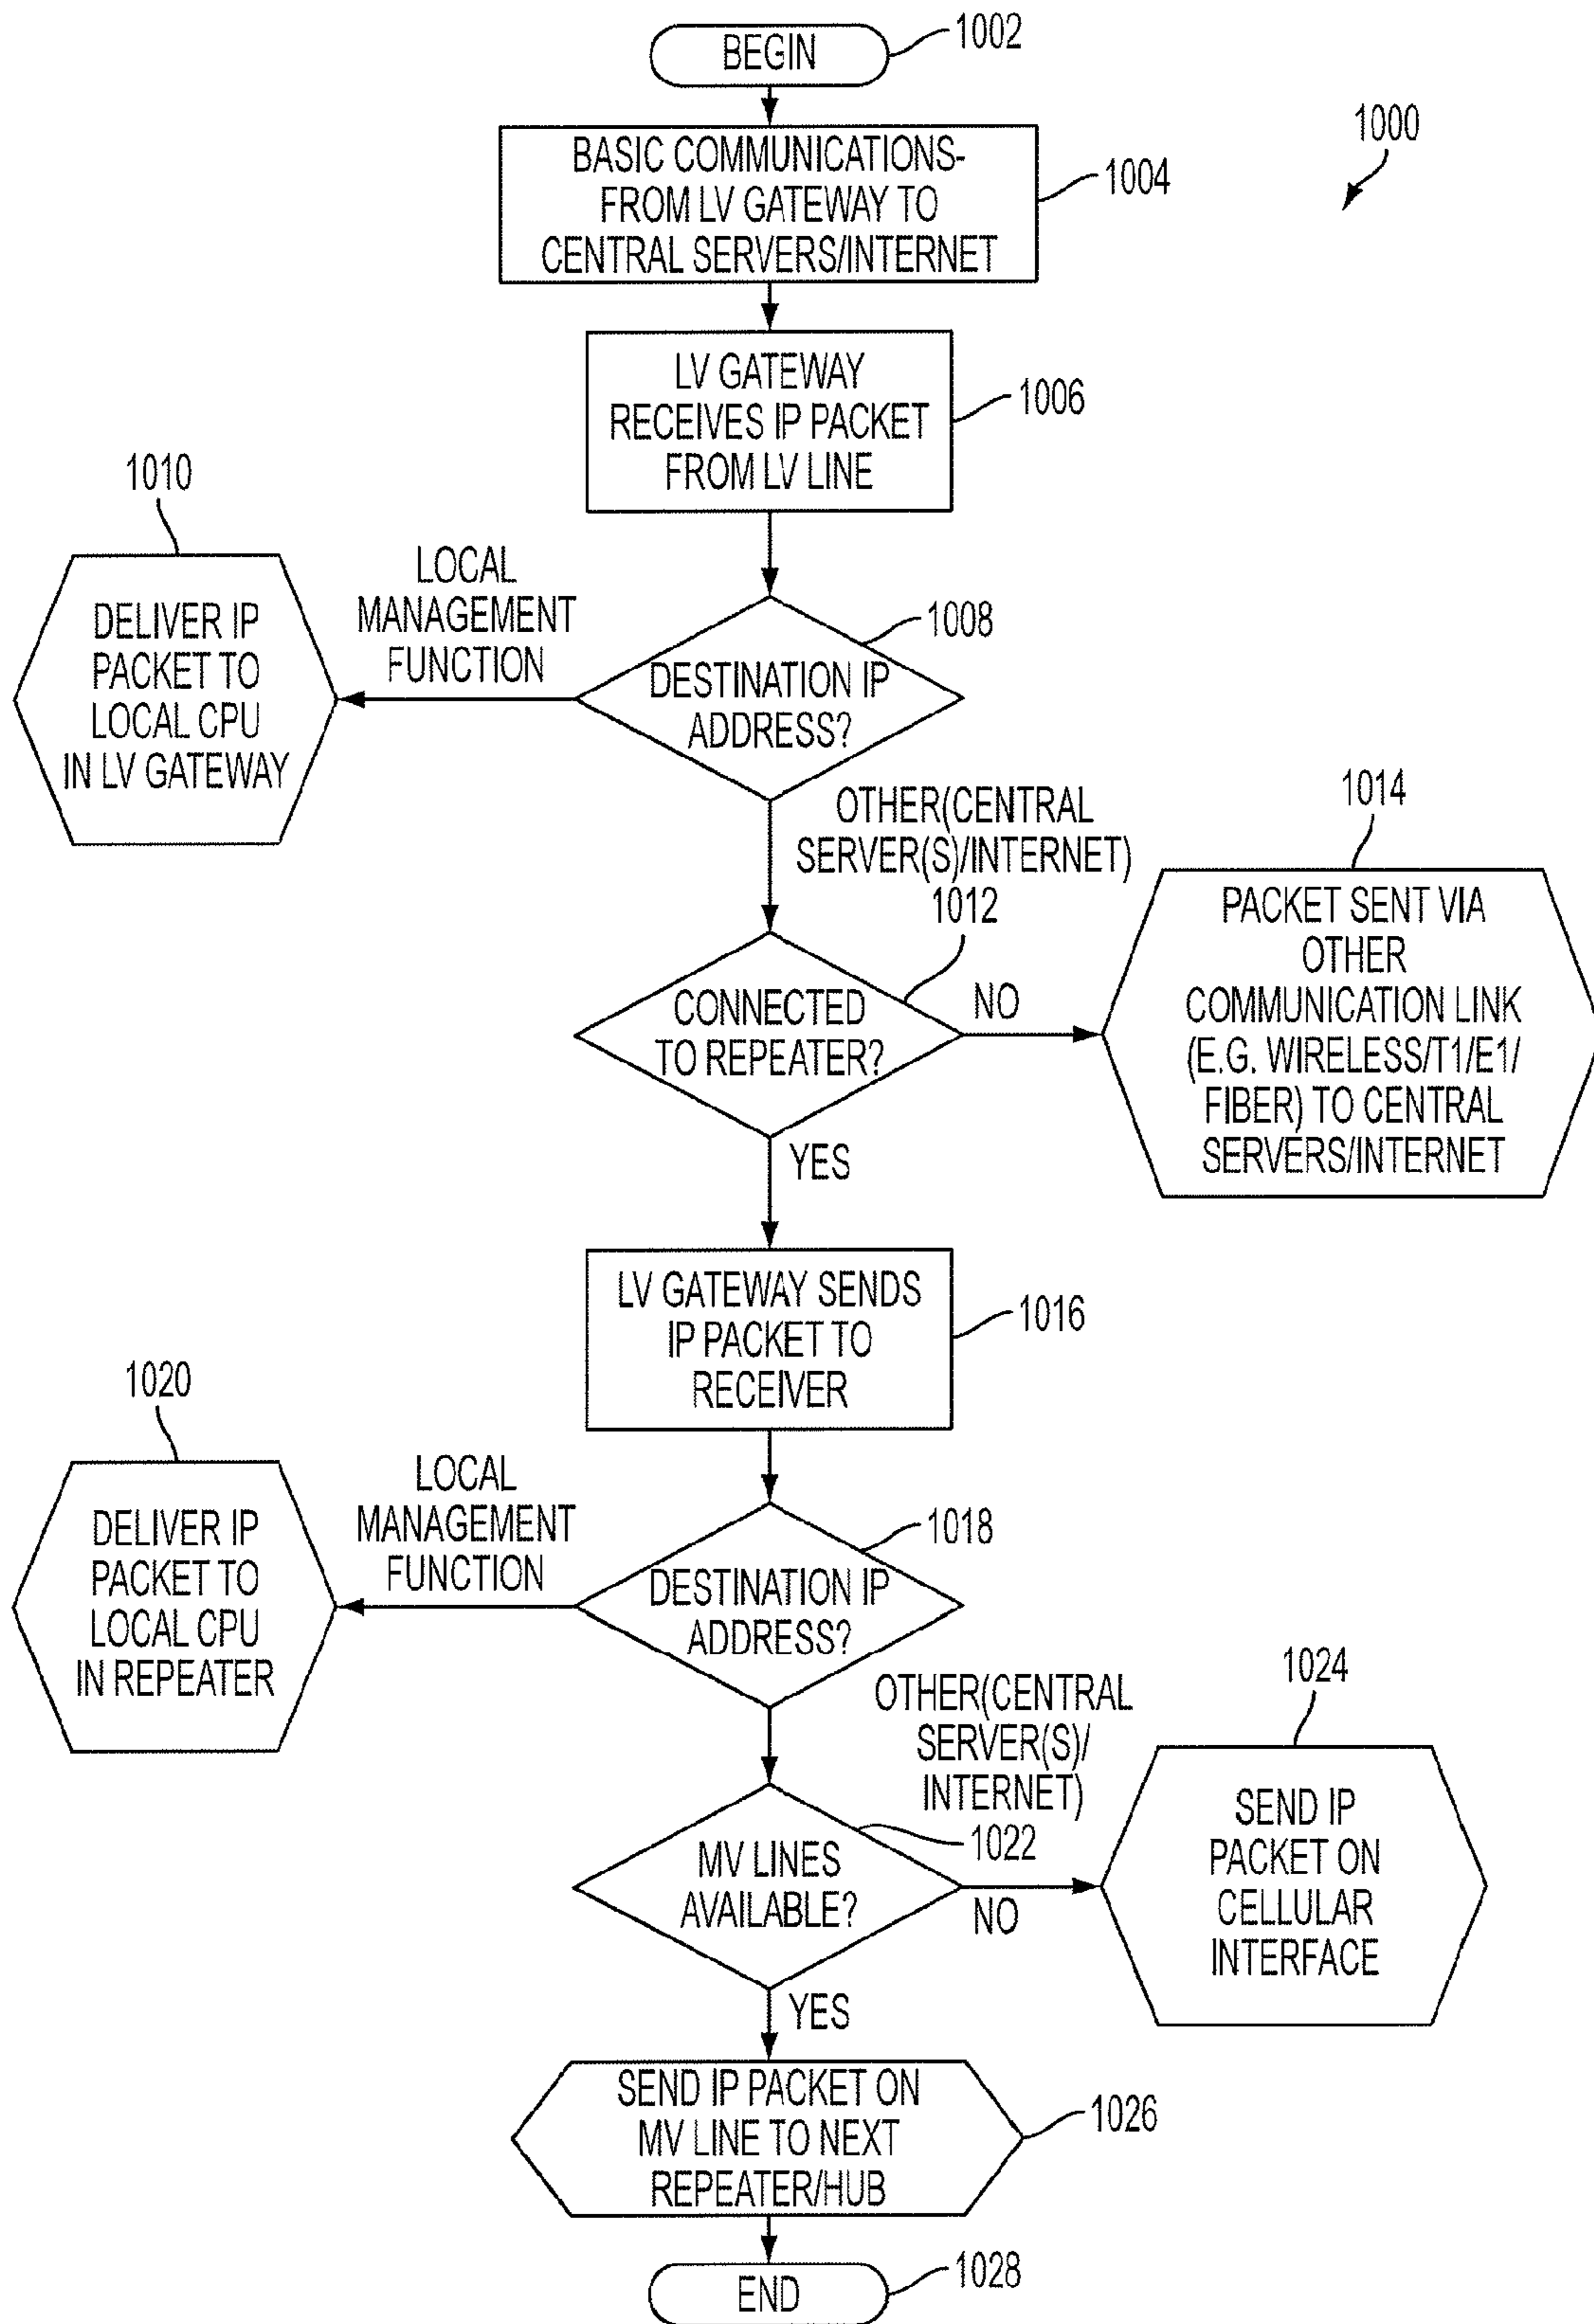 BEGIN
1002
1000
BASIC COMMUNICATIONS-
FROM LV GATEWAY TO
CENTRAL SERVERS/INTERNET
1004
LV GATEWAY
RECEIVES IP PACKET
FROM LV LINE
1006
1010
DELIVER IP
PACKET TO
LOCAL CPU
IN LV GATEWAY
LOCAL
MANAGEMENT
FUNCTION
1008
DESTINATION IP
ADDRESS?
OTHER(CENTRAL
SERVER(S)/INTERNET)
1012
CONNECTED
TO REPEATER?
NO
1014
PACKET SENT VIA
OTHER
COMMUNICATION LINK
(E.G. WIRELESS/T1/E1/
FIBER) TO CENTRAL
SERVERS/INTERNET
YES
LV GATEWAY SENDS
IP PACKET TO
RECEIVER
1016
1020
DELIVER IP
PACKET TO
LOCAL CPU
IN REPEATER
LOCAL
MANAGEMENT
FUNCTION
1018
DESTINATION IP
ADDRESS?
OTHER(CENTRAL
SERVER(S)/
INTERNET)
1022
MV LINES
AVAILABLE?
NO
1024
SEND IP
PACKET ON
CELLULAR
INTERFACE
YES
SEND IP PACKET ON
MV LINE TO NEXT
REPEATER/HUB
1026
END
1028